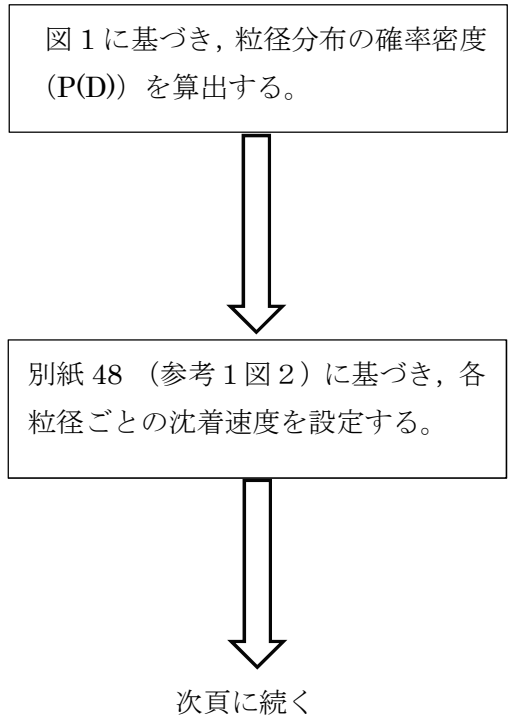 図1に基づき,粒径分布の確率密度
(P(D))を算出する。
別紙 48 (参考1図2)に基づき,各
粒径ごとの沈着速度を設定する。
次頁に続く